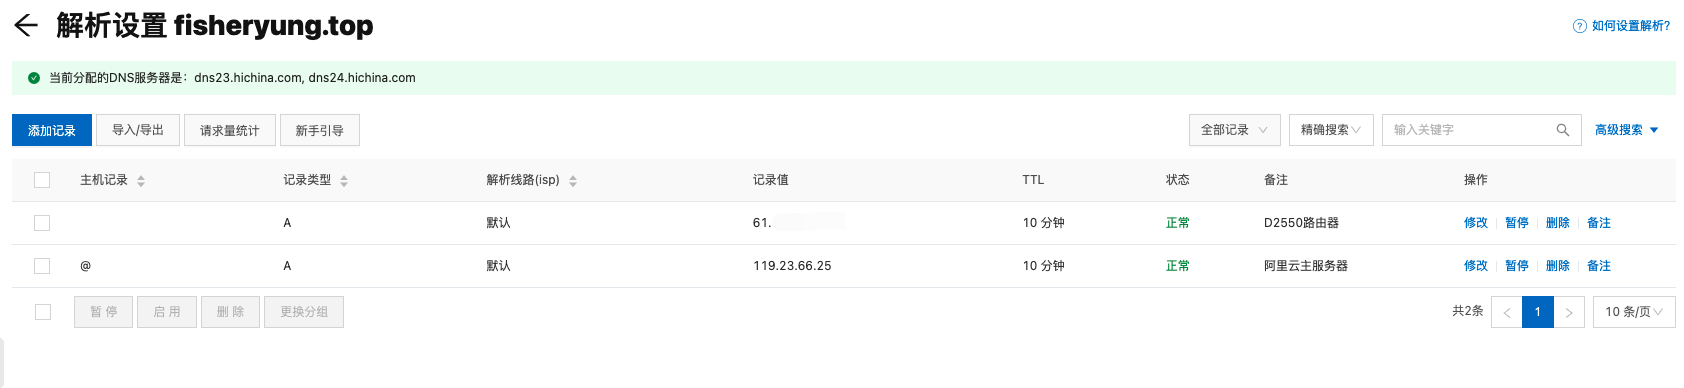 解析设置 fisheryung.top
如何设置解析?
当前分配的DNS服务器是：dns23.hichina.com, dns24.hichina.com
添加记录 导入/导出 请求量统计 新手引导 全部记录 精确搜索 输入关键字 高级搜索
主机记录 记录类型 解析线路(isp) 记录值 TTL 状态 备注 操作
A 默认 61. 10 分钟 正常 D2550路由器 修改 暂停 删除 备注
@ A 默认 119.23.66.25 10 分钟 正常 阿里云主服务器 修改 暂停 删除 备注
暂 停 启 用 删 除 更换分组 共2条 1 10 条/页